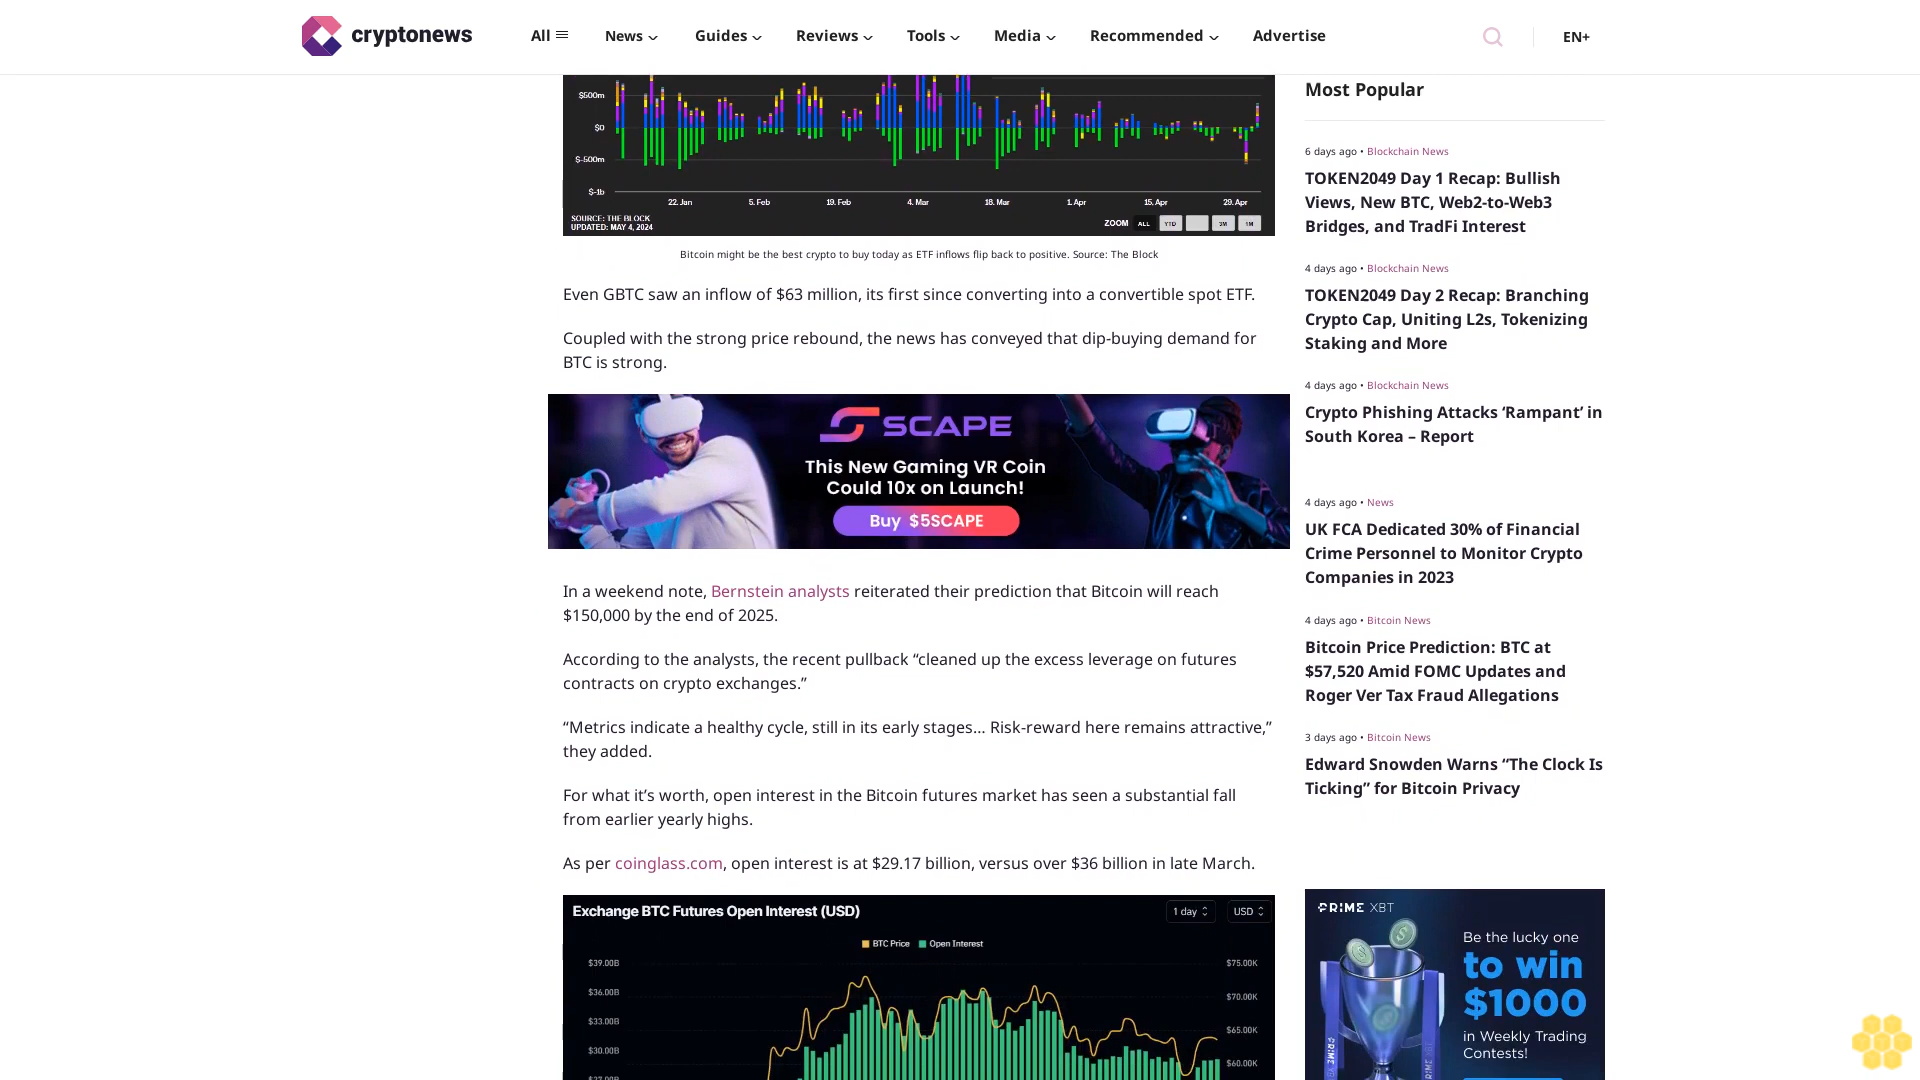 cryptonews
All
News
Guides
Reviews
Tools
Media
Recommended
Advertise
EN+
$500m
$0
$-500m
$-1b
22. Jan
5. Feb
19. Feb
4. Mar
18. Mar
1. Apr
15. Apr
29. Apr
SOURCE: THE BLOCK
UPDATED: MAY 4, 2024
ZOOM
ALL
YTD
3M
1M
Bitcoin might be the best crypto to buy today as ETF inflows flip back to positive. Source: The Block
Even GBTC saw an inflow of $63 million, its first since converting into a convertible spot ETF.
Coupled with the strong price rebound, the news has conveyed that dip-buying demand for
BTC is strong.
5SCAPE
This New Gaming VR Coin
Could 10x on Launch!
Buy $5SCAPE
In a weekend note, Bernstein analysts reiterated their prediction that Bitcoin will reach
$150,000 by the end of 2025.
According to the analysts, the recent pullback “cleaned up the excess leverage on futures
contracts on crypto exchanges.”
“Metrics indicate a healthy cycle, still in its early stages… Risk-reward here remains attractive,”
they added.
For what it’s worth, open interest in the Bitcoin futures market has seen a substantial fall
from earlier yearly highs.
As per coinglass.com, open interest is at $29.17 billion, versus over $36 billion in late March.
Exchange BTC Futures Open Interest (USD)
1 day
USD
BTC Price
Open Interest
$39.00B
$36.00B
$33.00B
$30.00B
$75.00K
$70.00K
$65.00K
$60.00K
Most Popular
6 days ago • Blockchain News
TOKEN2049 Day 1 Recap: Bullish
Views, New BTC, Web2-to-Web3
Bridges, and TradFi Interest
4 days ago • Blockchain News
TOKEN2049 Day 2 Recap: Branching
Crypto Cap, Uniting L2s, Tokenizing
Staking and More
4 days ago • Blockchain News
Crypto Phishing Attacks ‘Rampant’ in
South Korea – Report
4 days ago • News
UK FCA Dedicated 30% of Financial
Crime Personnel to Monitor Crypto
Companies in 2023
4 days ago • Bitcoin News
Bitcoin Price Prediction: BTC at
$57,520 Amid FOMC Updates and
Roger Ver Tax Fraud Allegations
3 days ago • Bitcoin News
Edward Snowden Warns “The Clock Is
Ticking” for Bitcoin Privacy
PRIME XBT
Be the lucky one
to win
$1000
in Weekly Trading
Contests!